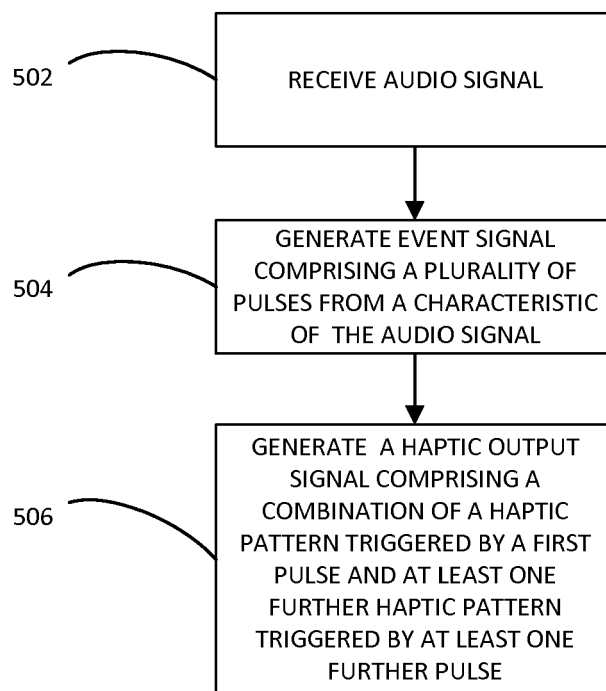 502
RECEIVE AUDIO SIGNAL
504
GENERATE EVENT SIGNAL
COMPRISING A PLURALITY OF
PULSES FROM A CHARACTERISTIC
OF THE AUDIO SIGNAL
506
GENERATE A HAPTIC OUTPUT
SIGNAL COMPRISING A
COMBINATION OF A HAPTIC
PATTERN TRIGGERED BY A FIRST
PULSE AND AT LEAST ONE
FURTHER HAPTIC PATTERN
TRIGGERED BY AT LEAST ONE
FURTHER PULSE